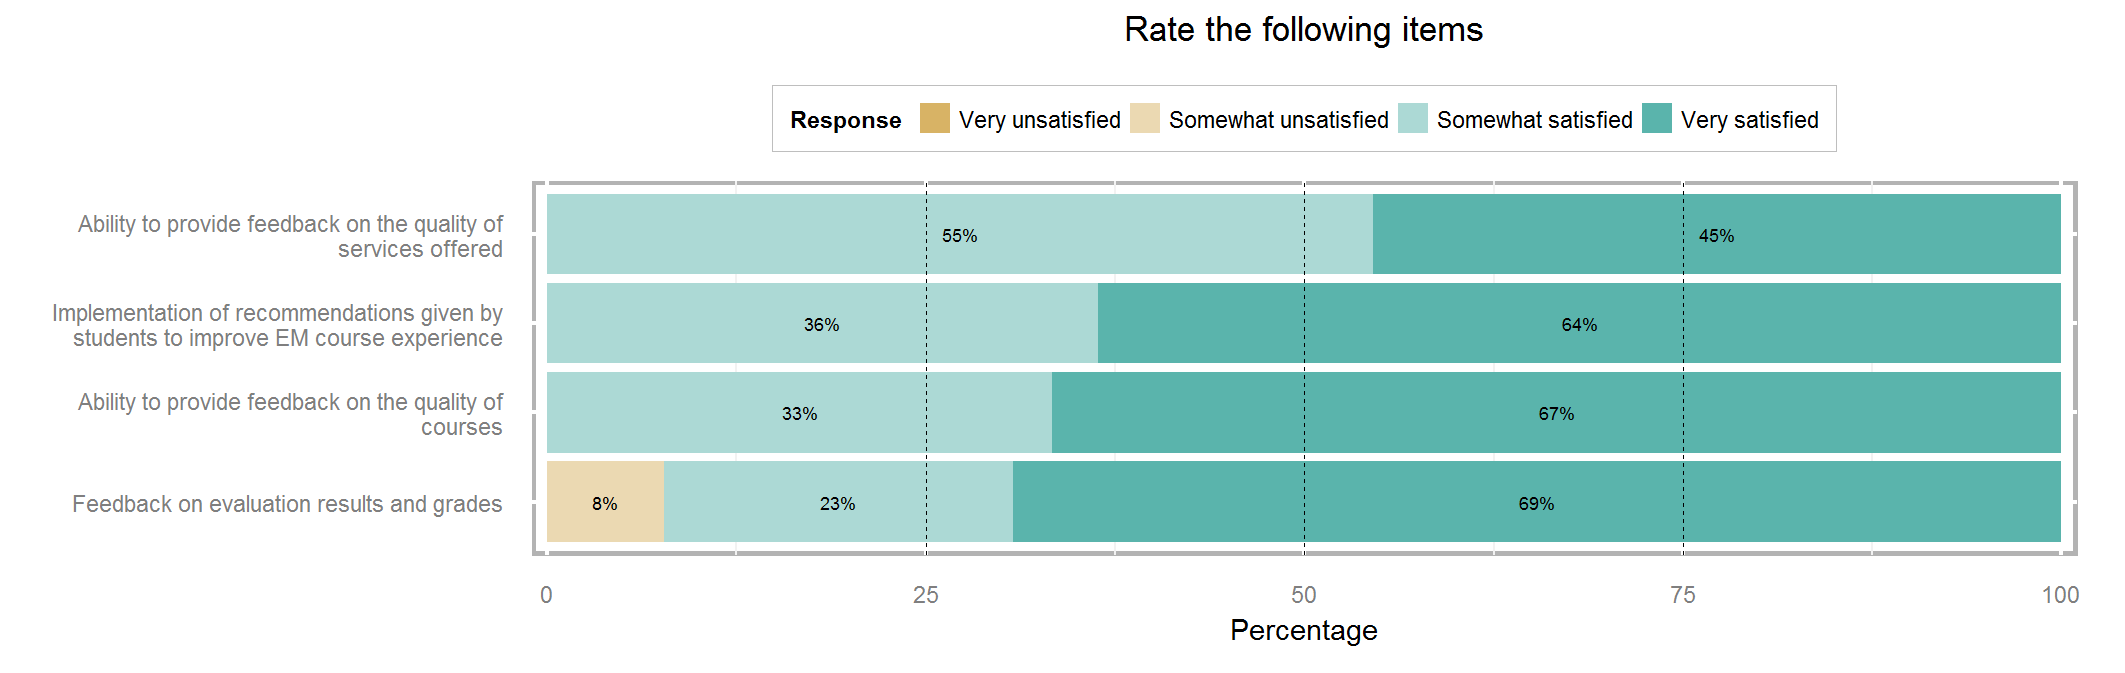 Rate the following items
Response Very unsatisfied Somewhat unsatisfied Somewhat satisfied Very satisfied
Ability to provide feedback on the quality of
services offered
55% 45%
Implementation of recommendations given by
students to improve EM course experience
36% 64%
Ability to provide feedback on the quality of
courses
33% 67%
Feedback on evaluation results and grades
8% 23% 69%
0 25 50 75 100
Percentage